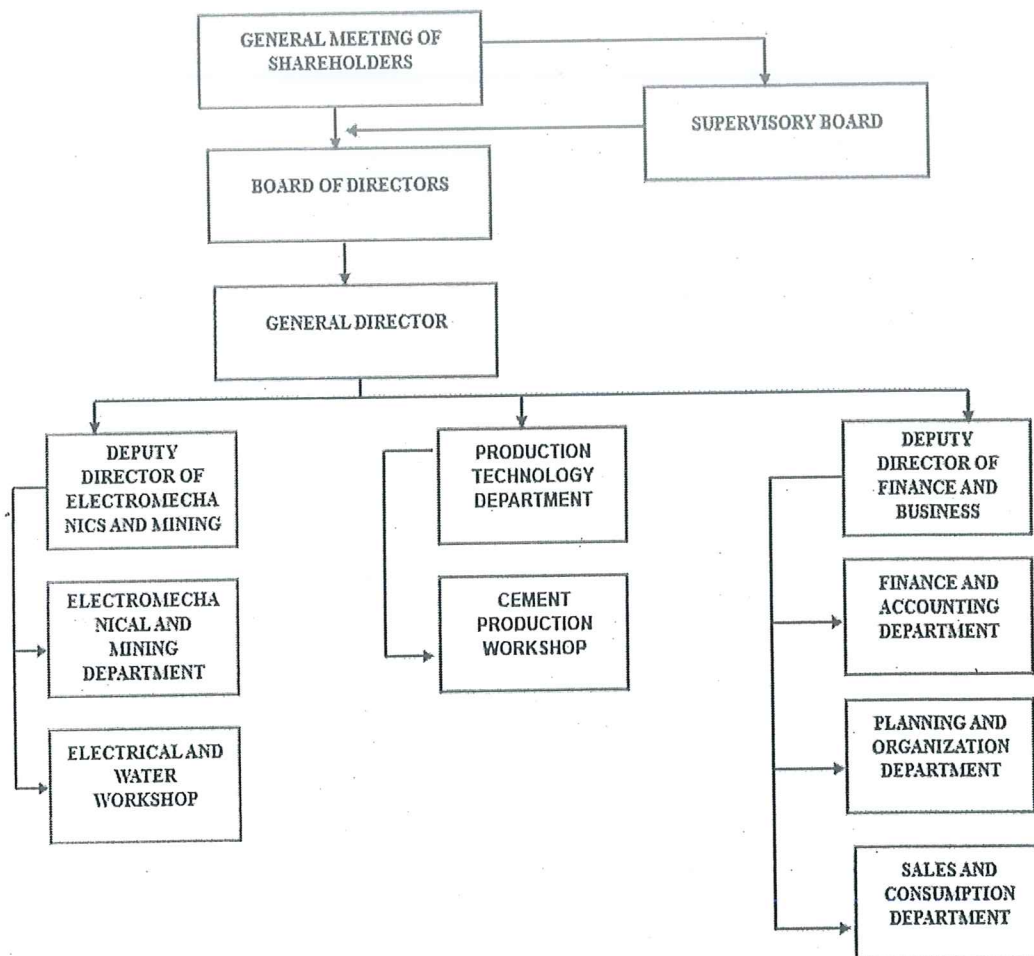 GENERAL MEETING OF
SHAREHOLDERS
SUPERVISORY BOARD
BOARD OF DIRECTORS
GENERAL DIRECTOR
DEPUTY
DIRECTOR OF
ELECTROMECHA
NICS AND MINING
PRODUCTION
TECHNOLOGY
DEPARTMENT
DEPUTY
DIRECTOR OF
FINANCE AND
BUSINESS
ELECTROMECHA
NICAL AND
MINING
DEPARTMENT
CEMENT
PRODUCTION
WORKSHOP
FINANCE AND
ACCOUNTING
DEPARTMENT
ELECTRICAL AND
WATER
WORKSHOP
PLANNING AND
ORGANIZATION
DEPARTMENT
SALES AND
CONSUMPTION
DEPARTMENT